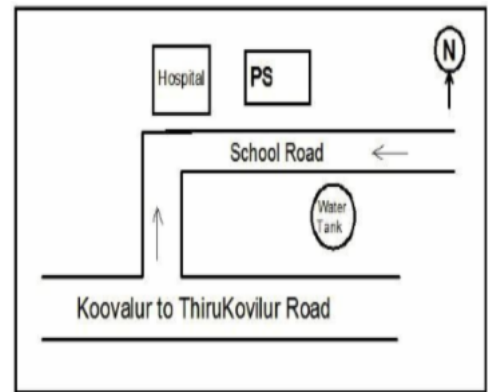 N
Hospital
PS
School Road
Water
Tank
Koovalur to ThiruKovilur Road